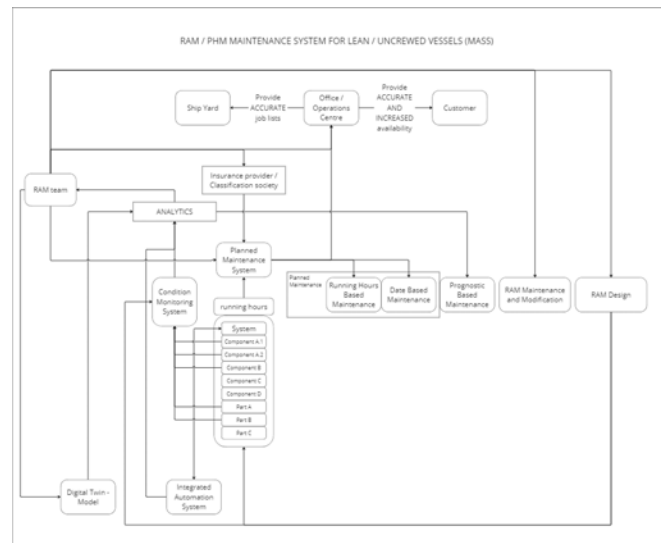 RAM / PHM MAINTENANCE SYSTEM FOR LEAN / UNCREWED VESSELS (MASS)
Ship Yard
Provide
ACCURATE
job lists
Office /
Operations
Centre
Provide
ACCURATE
AND
INCREASED
availability
Customer
RAM team
Insurance provider /
Classification society
ANALYTICS
Condition
Monitoring
System
Planned
Maintenance
System
Planned
Maintenance
Running Hours
Based
Maintenance
Date Based
Maintenance
Prognostic
Based
Maintenance
RAM Maintenance
and Modification
RAM Design
running hours
System
Component A.1
Component A.2
Component B
Component C
Component D
Part A
Part B
Part C
Digital Twin -
Model
Integrated
Automation
System